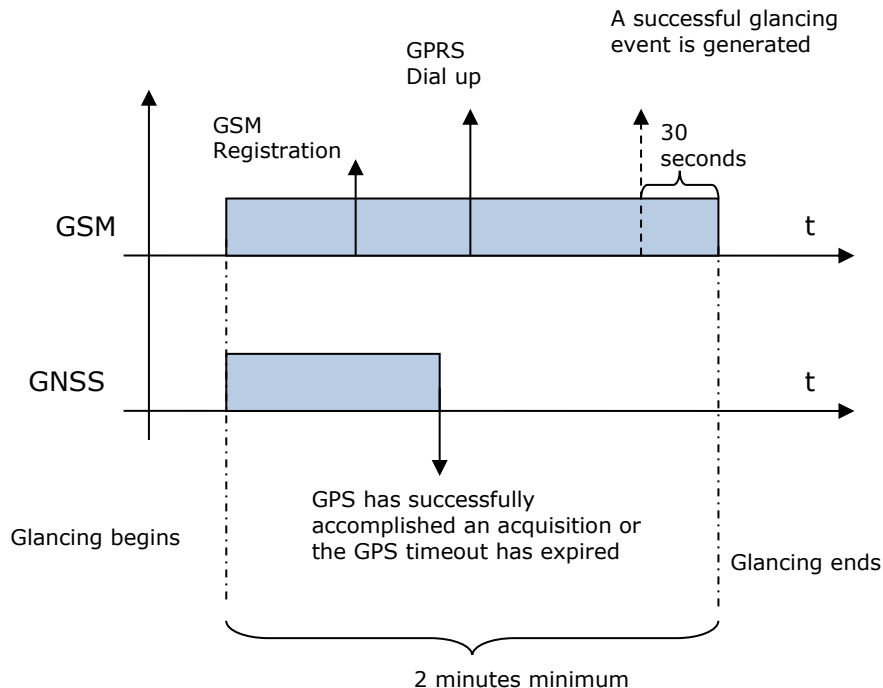 A successful glancing
event is generated
GPRS
Dial up
GSM
Registration
30
seconds
GSM
t
GNSS
t
GPS has successfully
accomplished an acquisition or
the GPS timeout has expired
Glancing begins
Glancing ends
2 minutes minimum